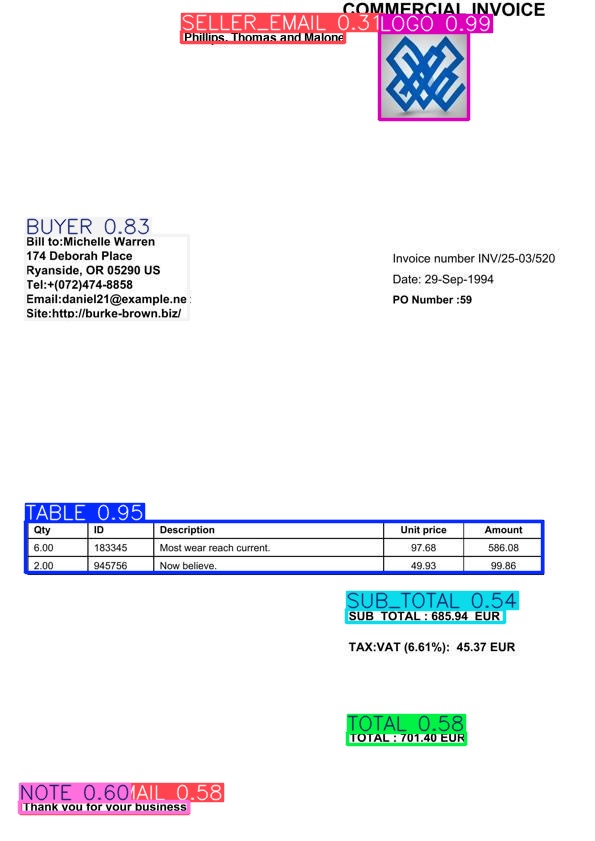 COMMERCIAL INVOICE
SELLER_EMAIL 0.31
LOGO 0.99
Phillips, Thomas and Malone
BUYER 0.83
Bill to:Michelle Warren
174 Deborah Place
Ryanside, OR 05290 US
Tel:+(072)474-8858
Email:daniel21@example.ne
Site:http://burke-brown.biz/
Invoice number INV/25-03/520
Date: 29-Sep-1994
PO Number :59
TABLE 0.95
Qty ID Description Unit price Amount
6.00 183345 Most wear reach current. 97.68 586.08
2.00 945756 Now believe. 49.93 99.86
SUB_TOTAL 0.54
SUB_TOTAL : 685.94 EUR
TAX:VAT (6.61%): 45.37 EUR
TOTAL 0.58
TOTAL : 701.40 EUR
NOTE 0.60 AIL 0.58
Thank you for your business